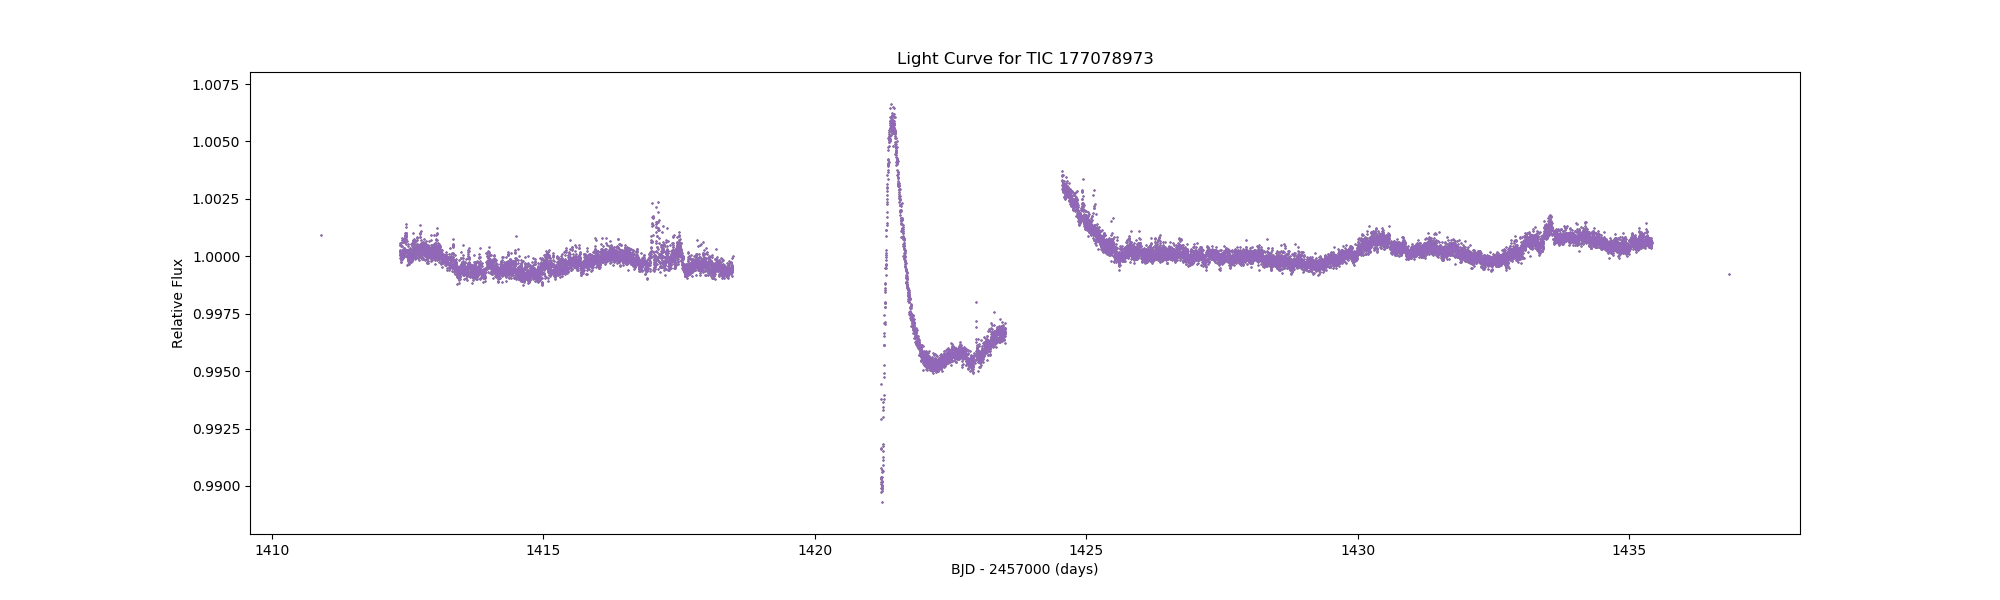 Light Curve for TIC 177078973
1.0075
1.0050
1.0025
1.0000
0.9975
0.9950
0.9925
0.9900
Relative Flux
1410 1415 1420 1425 1430 1435
BJD - 2457000 (days)